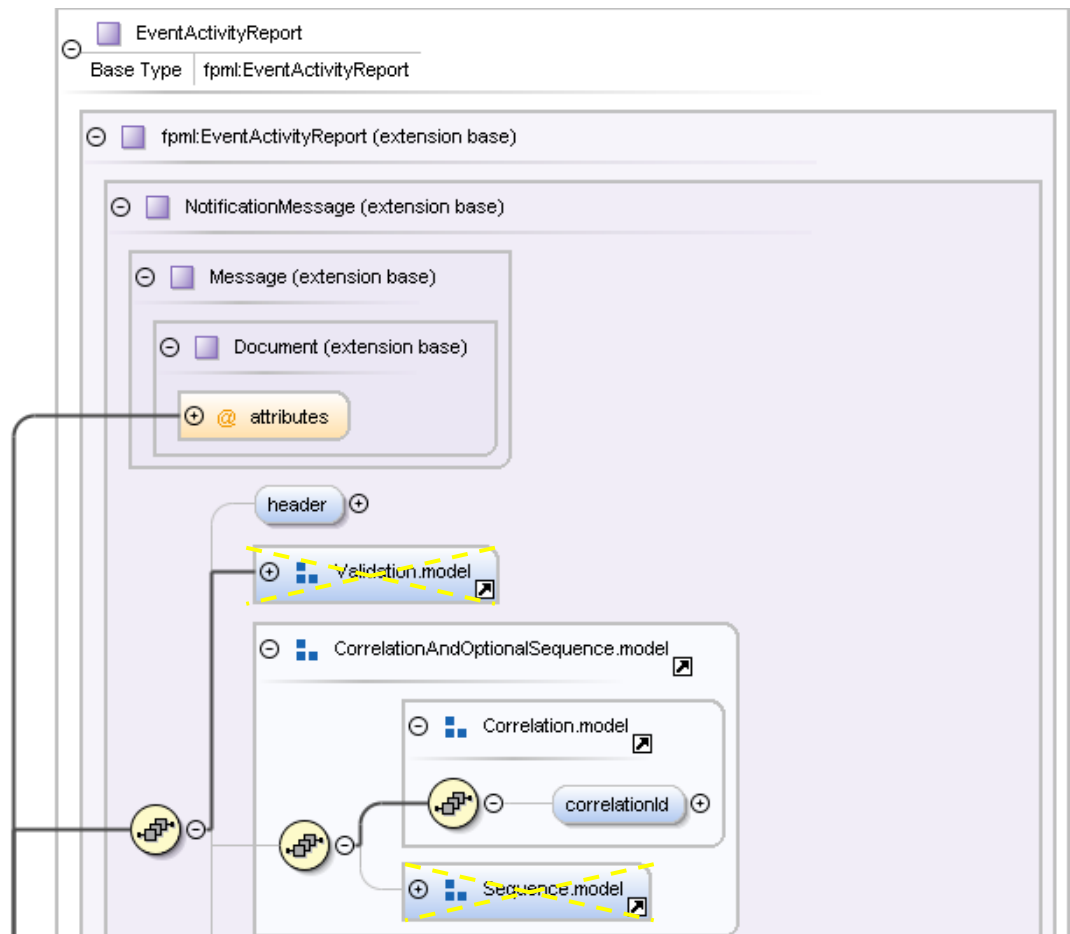 EventActivityReport
Base Type fpml:EventActivityReport
fpml:EventActivityReport (extension base)
NotificationMessage (extension base)
Message (extension base)
Document (extension base)
@ attributes
header
Validation.model
CorrelationAndOptionalSequence.model
Correlation.model
correlationId
Sequence.model